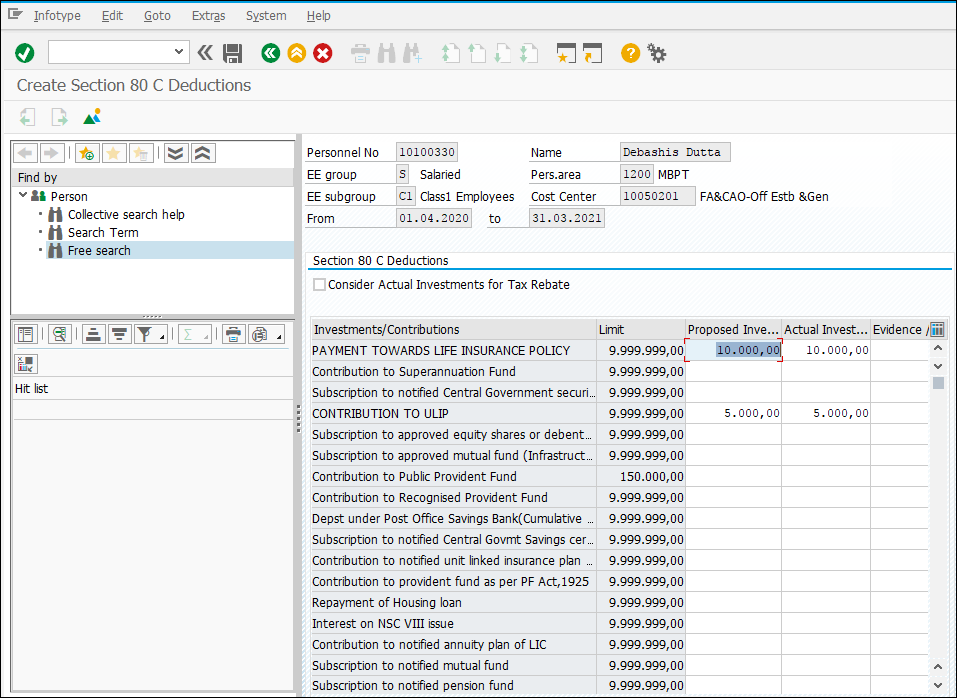 Infotype Edit Goto Extras System Help
Create Section 80 C Deductions
Find by
Person
Collective search help
Search Term
Free search
Hit list
Personnel No 10100330 Name Debashis Dutta
EE group S Salaried Pers.area 1200 MBPT
EE subgroup C1 Class1 Employees Cost Center 10050201 FA&CAO-Off Estb &Gen
From 01.04.2020 to 31.03.2021
Section 80 C Deductions
Consider Actual Investments for Tax Rebate
Investments/Contributions Limit Proposed Inve... Actual Invest... Evidence /
PAYMENT TOWARDS LIFE INSURANCE POLICY 9.999.999,00 10.000,00 10.000,00
Contribution to Superannuation Fund 9.999.999,00
Subscription to notified Central Government securi... 9.999.999,00
CONTRIBUTION TO ULIP 9.999.999,00 5.000,00 5.000,00
Subscription to approved equity shares or debent... 9.999.999,00
Subscription to approved mutual fund (Infrastruct... 9.999.999,00
Contribution to Public Provident Fund 150.000,00
Contribution to Recognised Provident Fund 9.999.999,00
Depst under Post Office Savings Bank(Cumulative ... 9.999.999,00
Subscription to notified Central Govmt Savings cer... 9.999.999,00
Contribution to notified unit linked insurance plan ... 9.999.999,00
Contribution to provident fund as per PF Act,1925 9.999.999,00
Repayment of Housing loan 9.999.999,00
Interest on NSC VIII issue 9.999.999,00
Contribution to notified annuity plan of LIC 9.999.999,00
Subscription to notified mutual fund 9.999.999,00
Subscription to notified pension fund 9.999.999,00